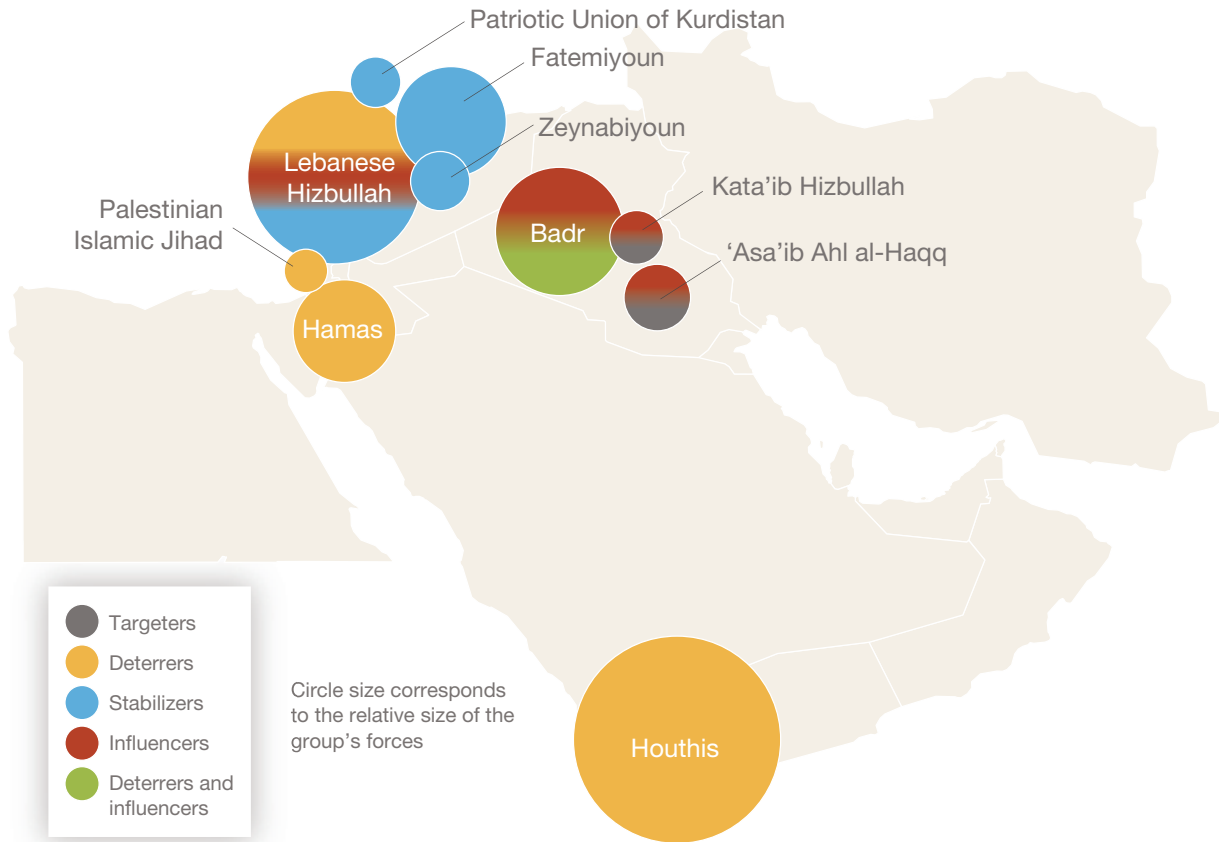 Patriotic Union of Kurdistan
Fatemiyoun
Zeynabiyoun
Lebanese
Hizbullah
Kata’ib Hizbullah
Palestinian
Islamic Jihad
Badr
‘Asa’ib Ahl al-Haqq
Hamas
Targeters
Deterrers
Stabilizers
Influencers
Deterrers and
influencers
Circle size corresponds
to the relative size of the
group’s forces
Houthis